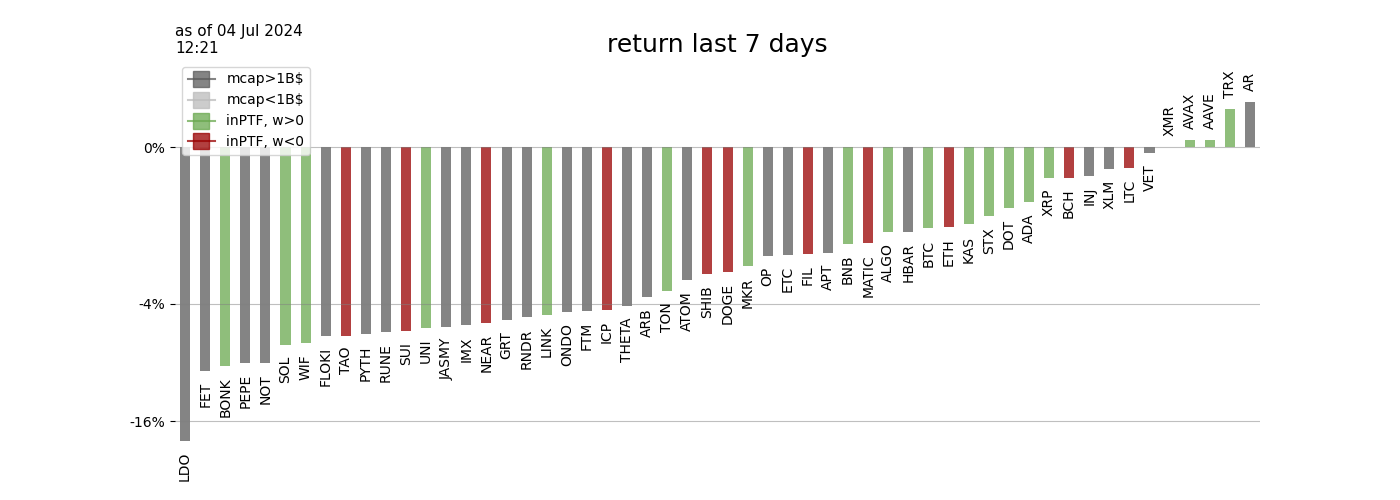 as of 04 Jul 2024
12:21
return last 7 days
mcap>1B$
mcap<1B$
inPTF, w>0
inPTF, w<0
0%
-4%
-16%
LDO
FET
BONK
PEPE
NOT
SOL
WIF
FLOKI
TAO
PYTH
RUNE
SUI
UNI
JASMY
IMX
NEAR
GRT
RNDR
LINK
ONDO
FTM
ICP
THETA
ARB
TON
ATOM
SHIB
DOGE
MKR
OP
ETC
FIL
APT
BNB
MATIC
ALGO
HBAR
BTC
ETH
KAS
STX
DOT
ADA
XRP
BCH
INJ
XLM
LTC
VET
XMR
AVAX
AAVE
TRX
AR